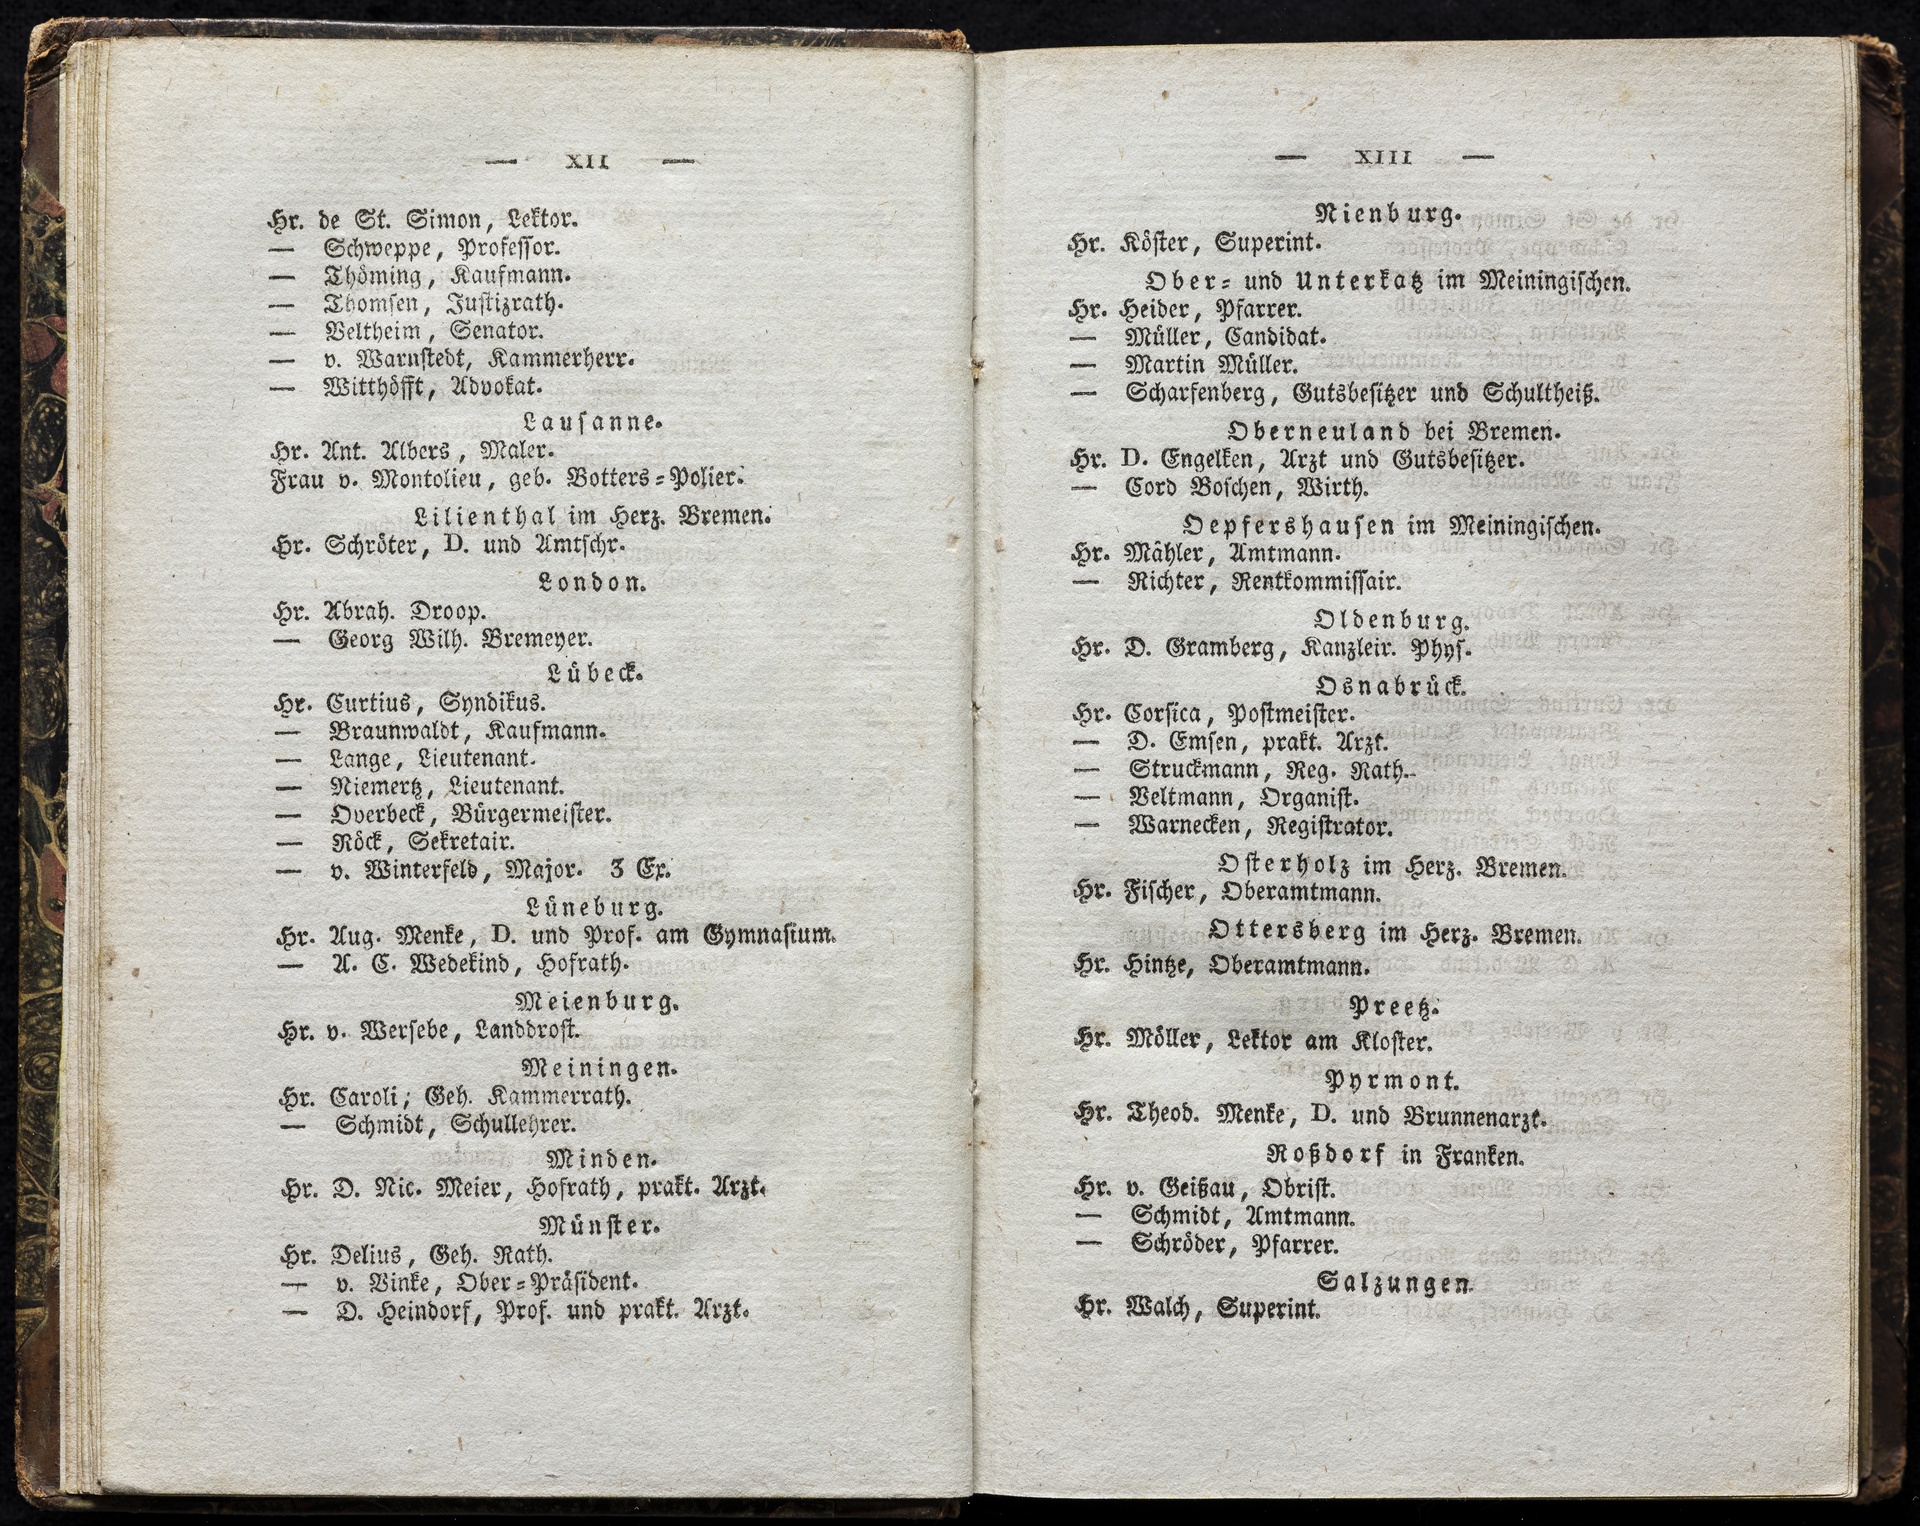 — XII —
Hr. de St. Simon, Lektor.
— Schweppe, Professor.
— Thöming, Kaufmann.
— Thomsen, Justizrath.
— Veltheim, Senator.
— v. Warnstedt, Kammerherr.
— Witthöfft, Advokat.
Lausanne.
Hr. Ant. Albers, Maler.
Frau v. Montolieu, geb. Botters-Polier.
Lilienthal im Herz. Bremen.
Hr. Schröter, D. und Amtschr.
London.
Hr. Abrah. Droop.
— Georg Wilh. Bremeyer.
Lübeck.
Hr. Curtius, Syndikus.
— Braunwaldt, Kaufmann.
— Lange, Lieutenant.
— Niemertz, Lieutenant.
— Overbeck, Bürgermeister.
— Röck, Sekretair.
— v. Winterfeld, Major. 3 Ex.
Lüneburg.
Hr. Aug. Menke, D. und Prof. am Gymnasium.
— A. C. Wedekind, Hofrath.
Meienburg.
Hr. v. Wersebe, Landdrost.
Meiningen.
Hr. Caroli; Geh. Kammerrath.
— Schmidt, Schullehrer.
Minden.
Hr. D. Nic. Meier, Hofrath, prakt. Arzt.
Münster.
Hr. Delius, Geh. Rath.
— v. Vinke, Ober-Präsident.
— D. Heindorf, Prof. und prakt. Arzt.
— XIII —
Nienburg.
Hr. Köster, Superint.
Ober- und Unterkatz im Meiningischen.
Hr. Heider, Pfarrer.
— Müller, Candidat.
— Martin Müller.
— Scharfenberg, Gutsbesitzer und Schultheiß.
Oberneuland bei Bremen.
Hr. D. Engelken, Arzt und Gutsbesitzer.
— Cord Boschen, Wirth.
Oepfershausen im Meiningischen.
Hr. Mähler, Amtmann.
— Richter, Rentkommissair.
Oldenburg.
Hr. D. Gramberg, Kanzleir. Phys.
Osnabrück.
Hr. Corsica, Postmeister.
— D. Emsen, prakt. Arzt.
— Struckmann, Reg. Rath.
— Veltmann, Organist.
— Warnecken, Registrator.
Osterholz im Herz. Bremen.
Hr. Fischer, Oberamtmann.
Ottersberg im Herz. Bremen.
Hr. Hintze, Oberamtmann.
Preetz.
Hr. Möller, Lektor am Kloster.
Pyrmont.
Hr. Theod. Menke, D. und Brunnenarzt.
Roßdorf in Franken.
Hr. v. Geißau, Obrist.
— Schmidt, Amtmann.
— Schröder, Pfarrer.
Salzungen.
Hr. Walch, Superint.